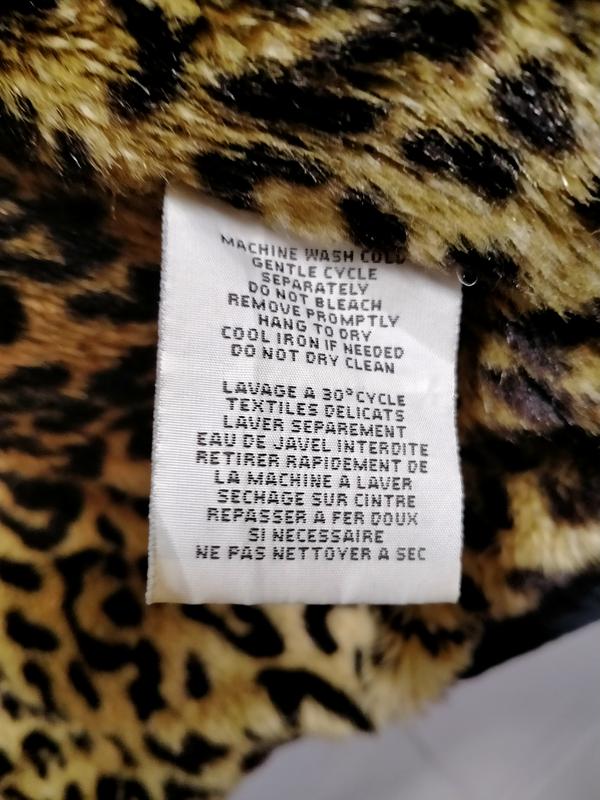 MACHINE WASH COLD
GENTLE CYCLE
SEPARATELY
DO NOT BLEACH
REMOVE PROMPTLY
HANG TO DRY
COOL IRON IF NEEDED
DO NOT DRY CLEAN
LAVAGE A 30°CYCLE
TEXTILES DELICATS
LAVER SEPAREMENT
EAU DE JAVEL INTERDITE
RETIRER RAPIDEMENT DE
LA MACHINE A LAVER
SECHAGE SUR CINTRE
REPASSER A FER DOUX
SI NECESSAIRE
NE PAS NETTOYER A SEC